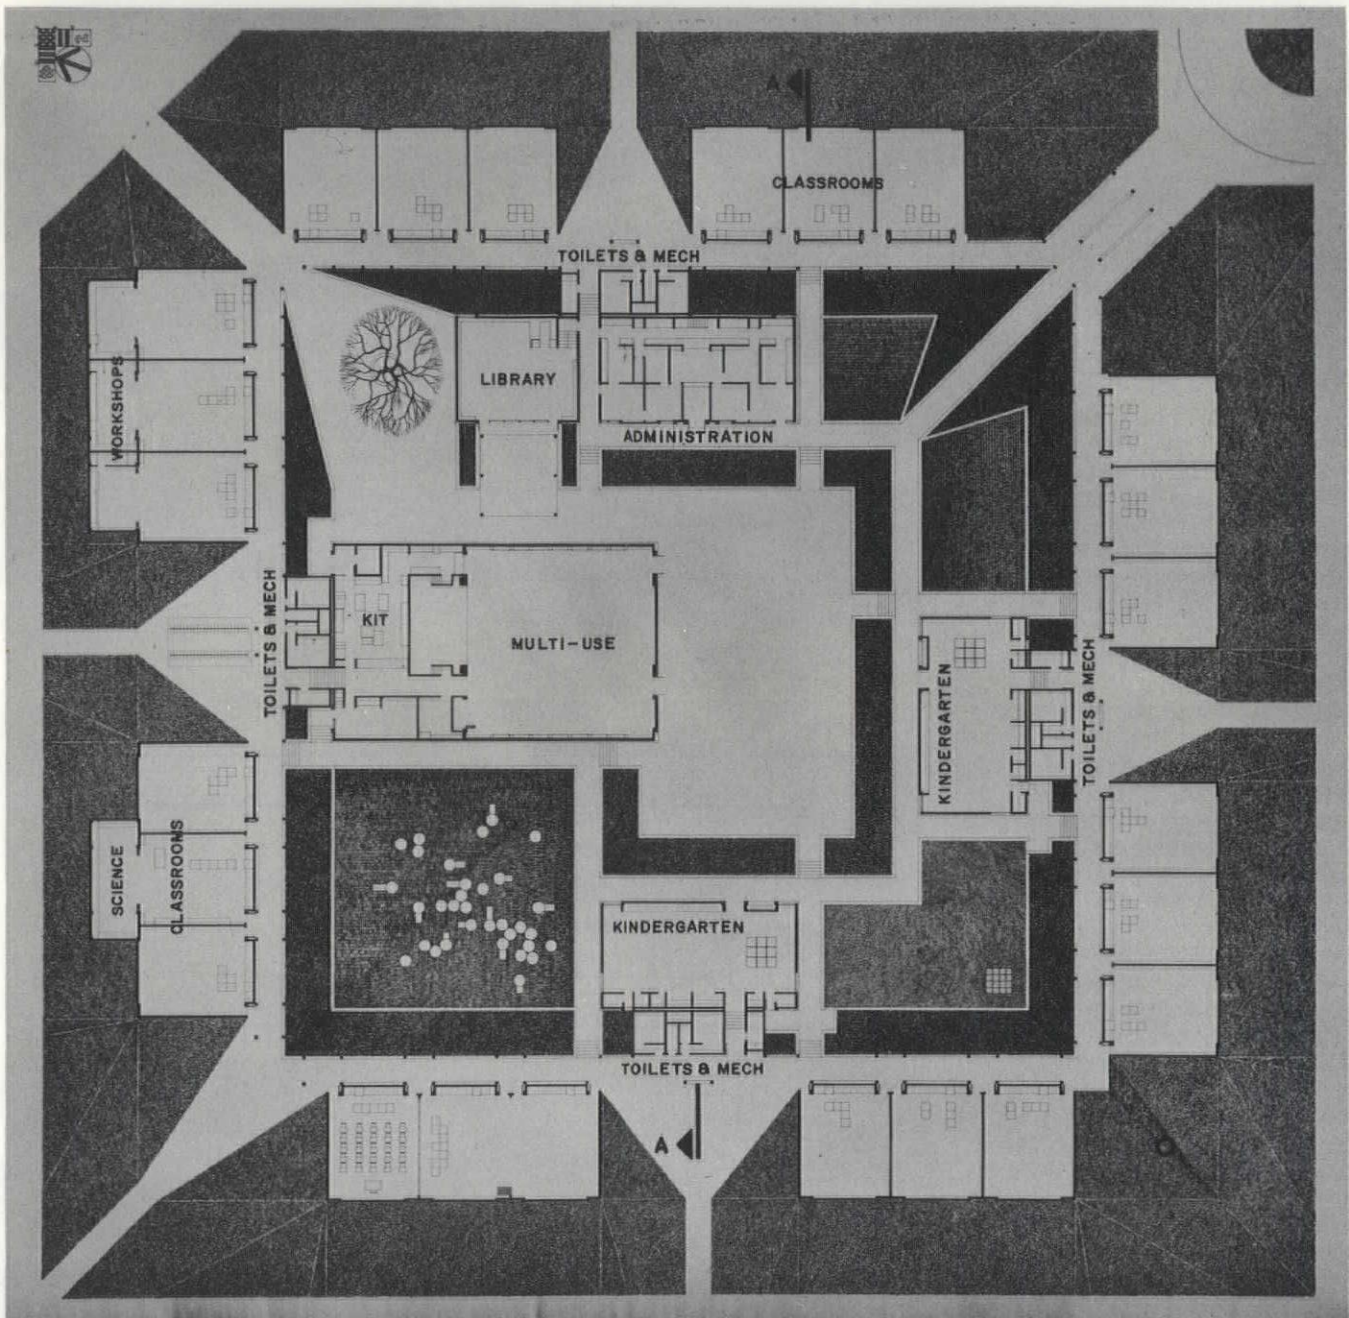 A
CLASSROOMS
TOILETS & MECH
WORKSHOPS
LIBRARY
ADMINISTRATION
TOILETS & MECH
KIT
MULTI-USE
KINDERGARTEN
TOILETS & MECH
SCIENCE
CLASSROOMS
KINDERGARTEN
TOILETS & MECH
A